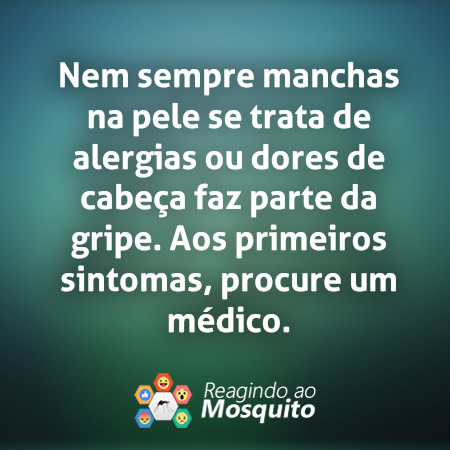 Nem sempre manchas
na pele se trata de
alergias ou dores de
cabeça faz parte da
gripe. Aos primeiros
sintomas, procure um
médico.
Reagindo ao
Mosquito